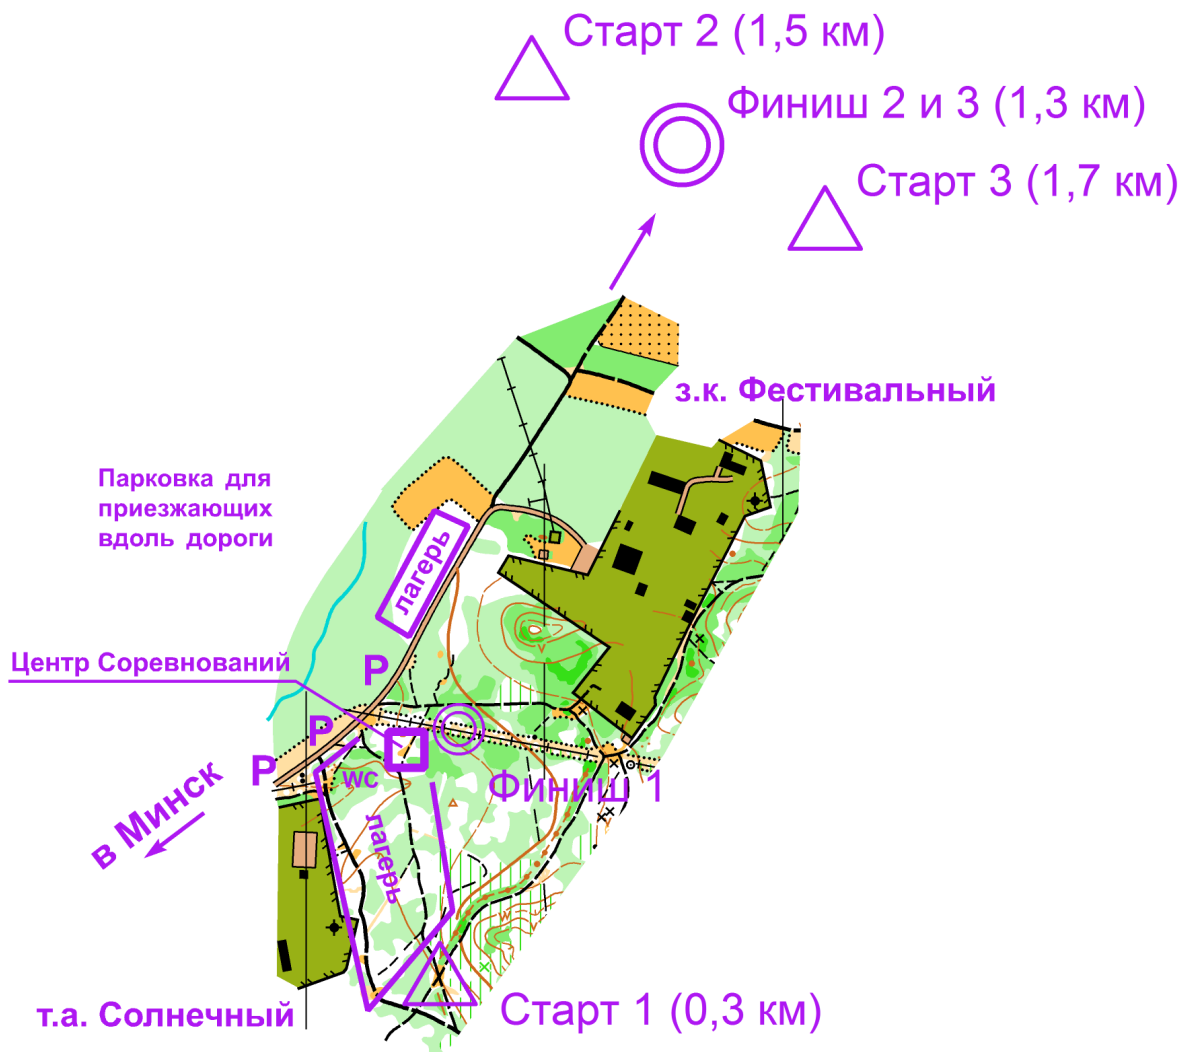 Старт 2 (1,5 км)
Финиш 2 и 3 (1,3 км)
Старт 3 (1,7 км)
з.к. Фестивальный
Парковка для
приезжающих
вдоль дороги
лагерь
Центр Соревнований
P
P
P
WC
Финиш 1
в Минск
лагерь
Старт 1 (0,3 км)
т.а. Солнечный